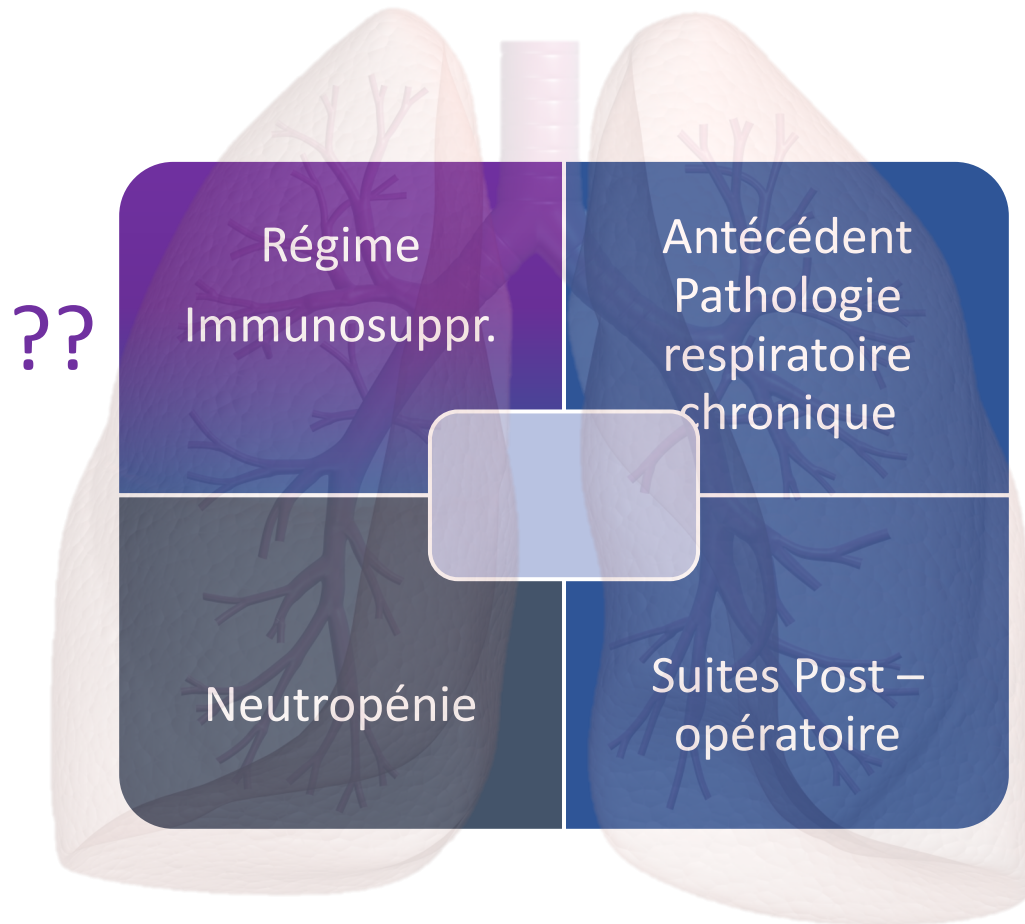 ??
Régime
Immunosuppr.
Antécédent
Pathologie
respiratoire
chronique
Neutropénie
Suites Post –
opératoire